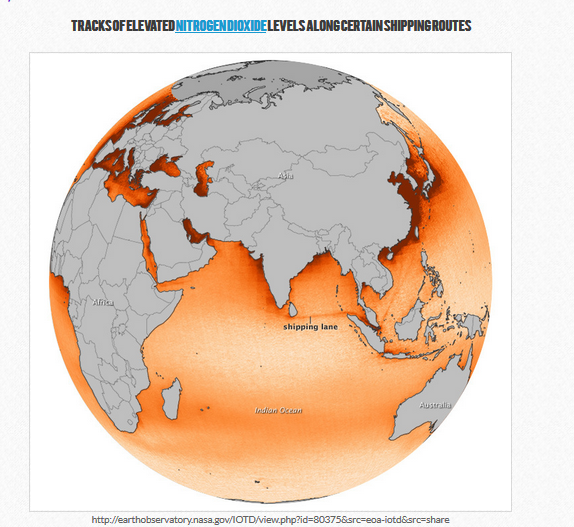 TRACKS OF ELEVATED NITROGEN DIOXIDE LEVELS ALONG CERTAIN SHIPPING ROUTES
Asia
Africa
shipping lane
Indian Ocean
Australia
http://earthobservatory.nasa.gov/IOTD/view.php?id=80375&src=eoa-iotd&src=share